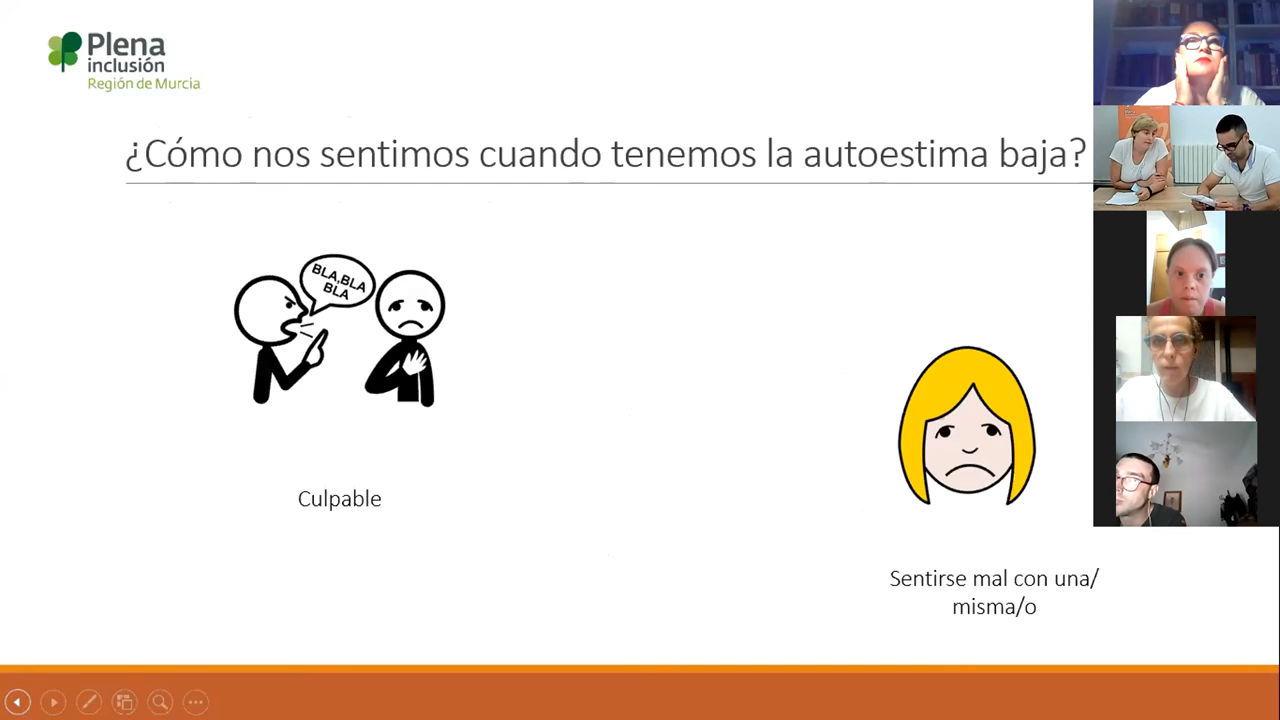 Plena
inclusión
Región de Murcia
¿Cómo nos sentimos cuando tenemos la autoestima baja?
BLA,BLA
BLA
Culpable
Sentirse mal con una/
misma/o